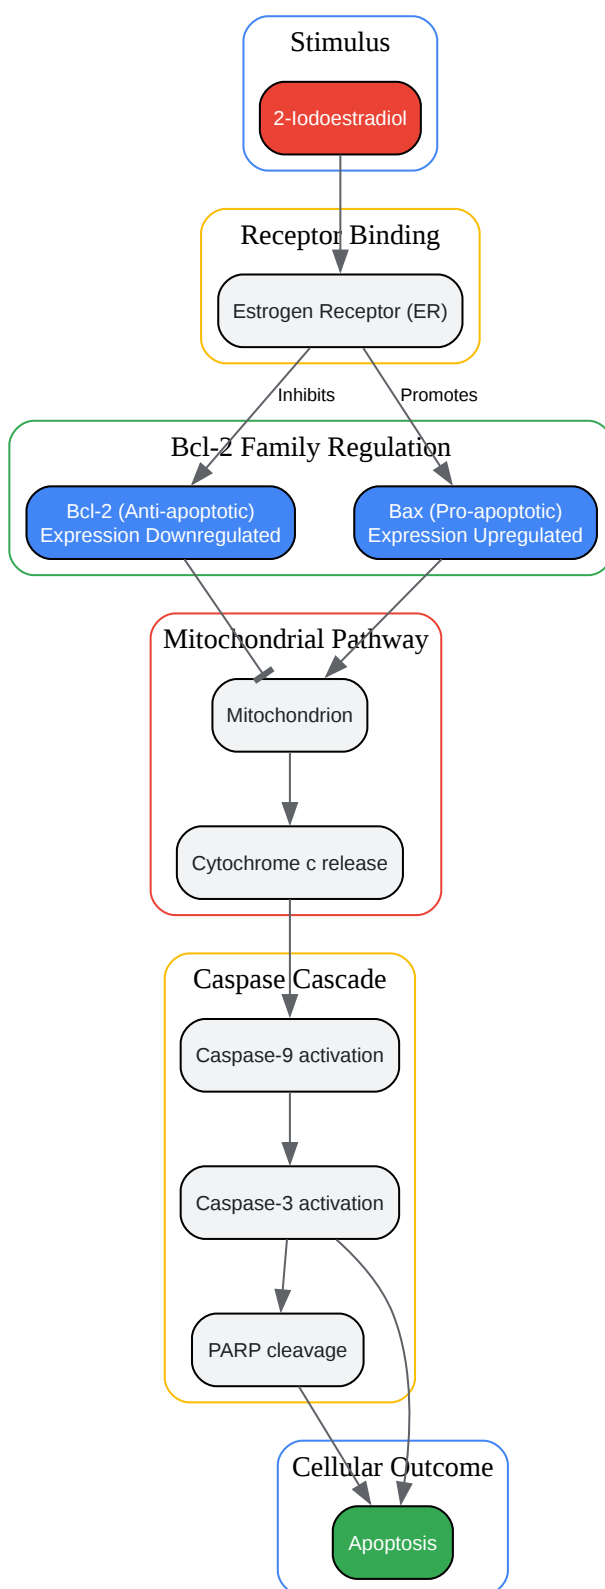 Stimulus
2-Iodoestradiol
Receptor Binding
Estrogen Receptor (ER)
Inhibits
Promotes
Bcl-2 Family Regulation
Bcl-2 (Anti-apoptotic)
Expression Downregulated
Bax (Pro-apoptotic)
Expression Upregulated
Mitochondrial Pathway
Mitochondrion
Cytochrome c release
Caspase Cascade
Caspase-9 activation
Caspase-3 activation
PARP cleavage
Cellular Outcome
Apoptosis